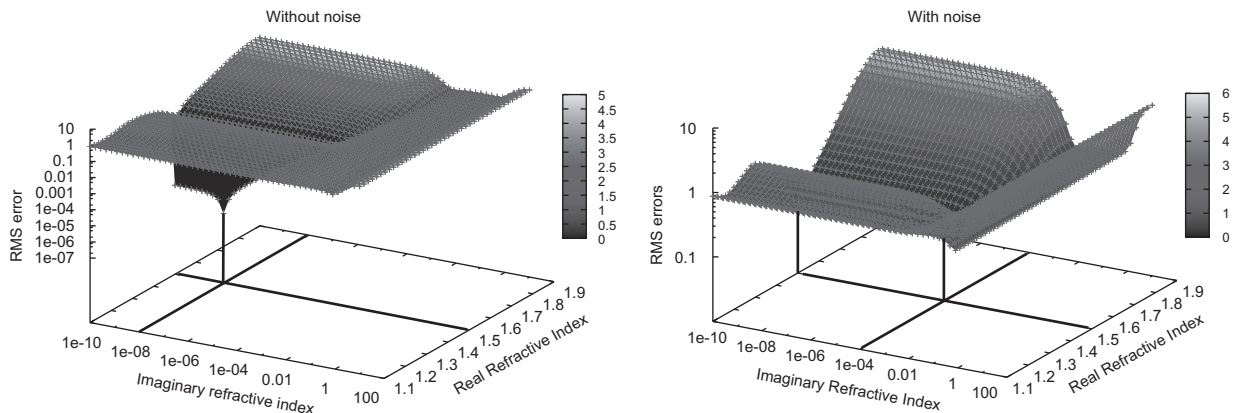 Without noise
10
1
0.1
0.01
0.001
1e-04
1e-05
1e-06
1e-07
RMS error
5
4.5
4
3.5
3
2.5
2
1.5
1
0.5
0
1e-10
1e-08
1e-06
1e-04
0.01
1
100
Imaginary refractive index
1.1
1.2
1.3
1.4
1.5
1.6
1.7
1.8
1.9
Real Refractive Index
With noise
10
1
0.1
RMS errors
6
5
4
3
2
1
0
1e-10
1e-08
1e-06
1e-04
0.01
1
100
Imaginary Refractive Index
1.1
1.2
1.3
1.4
1.5
1.6
1.7
1.8
1.9
Real Refractive Index